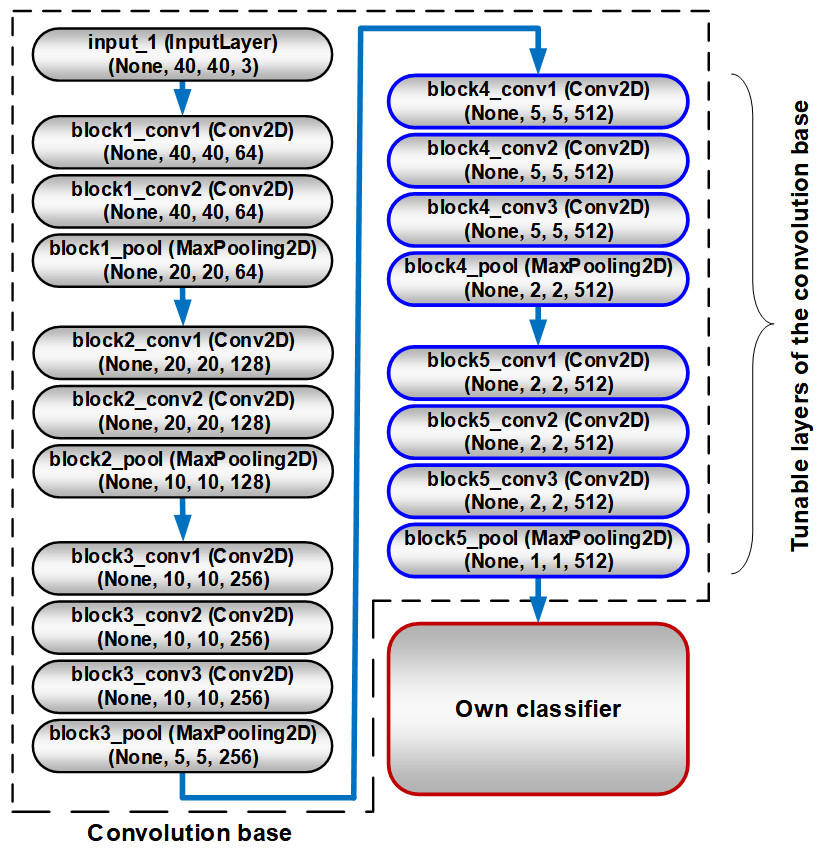 input_1 (InputLayer)
(None, 40, 40, 3)
block1_conv1 (Conv2D)
(None, 40, 40, 64)
block1_conv2 (Conv2D)
(None, 40, 40, 64)
block1_pool (MaxPooling2D)
(None, 20, 20, 64)
block2_conv1 (Conv2D)
(None, 20, 20, 128)
block2_conv2 (Conv2D)
(None, 20, 20, 128)
block2_pool (MaxPooling2D)
(None, 10, 10, 128)
block3_conv1 (Conv2D)
(None, 10, 10, 256)
block3_conv2 (Conv2D)
(None, 10, 10, 256)
block3_conv3 (Conv2D)
(None, 10, 10, 256)
block3_pool (MaxPooling2D)
(None, 5, 5, 256)
Convolution base
block4_conv1 (Conv2D)
(None, 5, 5, 512)
block4_conv2 (Conv2D)
(None, 5, 5, 512)
block4_conv3 (Conv2D)
(None, 5, 5, 512)
block4_pool (MaxPooling2D)
(None, 2, 2, 512)
block5_conv1 (Conv2D)
(None, 2, 2, 512)
block5_conv2 (Conv2D)
(None, 2, 2, 512)
block5_conv3 (Conv2D)
(None, 2, 2, 512)
block5_pool (MaxPooling2D)
(None, 1, 1, 512)
Own classifier
Tunable layers of the convolution base